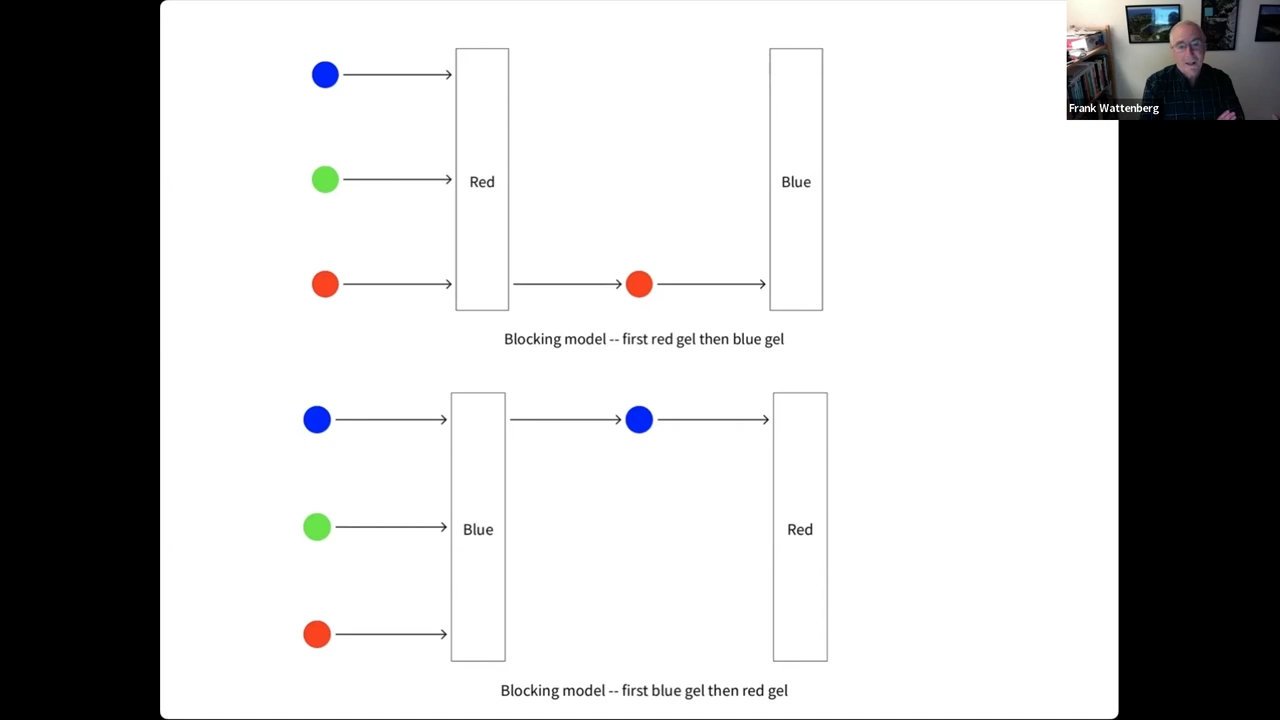 Frank Wattenberg
Red
Blue
Blocking model -- first red gel then blue gel
Blue
Red
Blocking model -- first blue gel then red gel